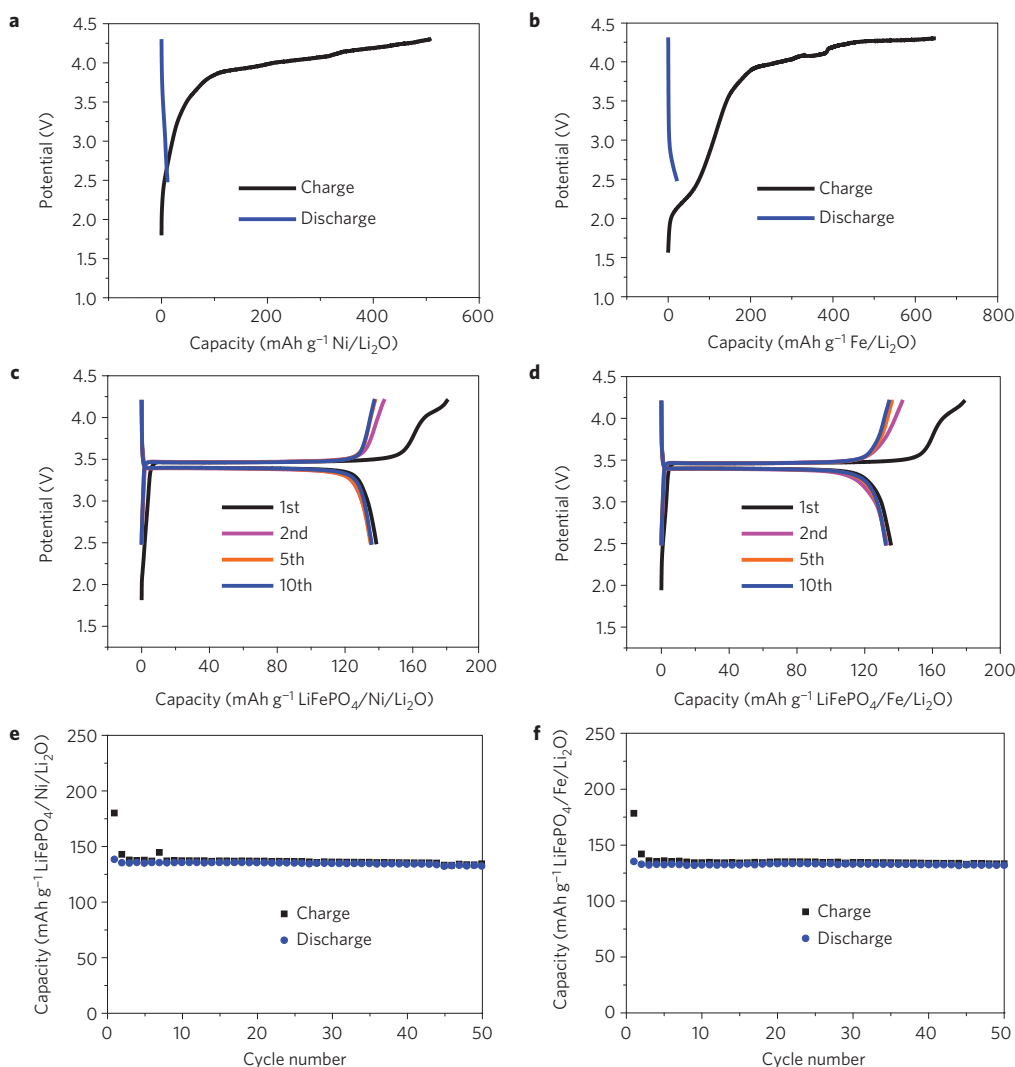 a
4.5
4.0
3.5
3.0
2.5
2.0
1.5
1.0
Potential (V)
Charge
Discharge
0
200
400
600
Capacity (mAh g⁻¹ Ni/Li₂O)
b
4.5
4.0
3.5
3.0
2.5
2.0
1.5
1.0
Potential (V)
Charge
Discharge
0
200
400
600
800
Capacity (mAh g⁻¹ Fe/Li₂O)
c
4.5
4.0
3.5
3.0
2.5
2.0
1.5
Potential (V)
1st
2nd
5th
10th
0
40
80
120
160
200
Capacity (mAh g⁻¹ LiFePO₄/Ni/Li₂O)
d
4.5
4.0
3.5
3.0
2.5
2.0
1.5
Potential (V)
1st
2nd
5th
10th
0
40
80
120
160
200
Capacity (mAh g⁻¹ LiFePO₄/Fe/Li₂O)
e
250
200
150
100
50
0
Capacity (mAh g⁻¹ LiFePO₄/Ni/Li₂O)
Charge
Discharge
0
10
20
30
40
50
Cycle number
f
250
200
150
100
50
0
Capacity (mAh g⁻¹ LiFePO₄/Fe/Li₂O)
Charge
Discharge
0
10
20
30
40
50
Cycle number